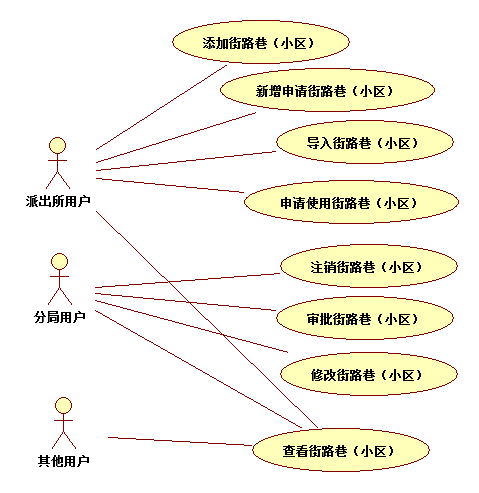 添加街路巷（小区）
新增申请街路巷（小区）
导入街路巷（小区）
派出所用户
申请使用街路巷（小区）
注销街路巷（小区）
分局用户
审批街路巷（小区）
修改街路巷（小区）
查看街路巷（小区）
其他用户